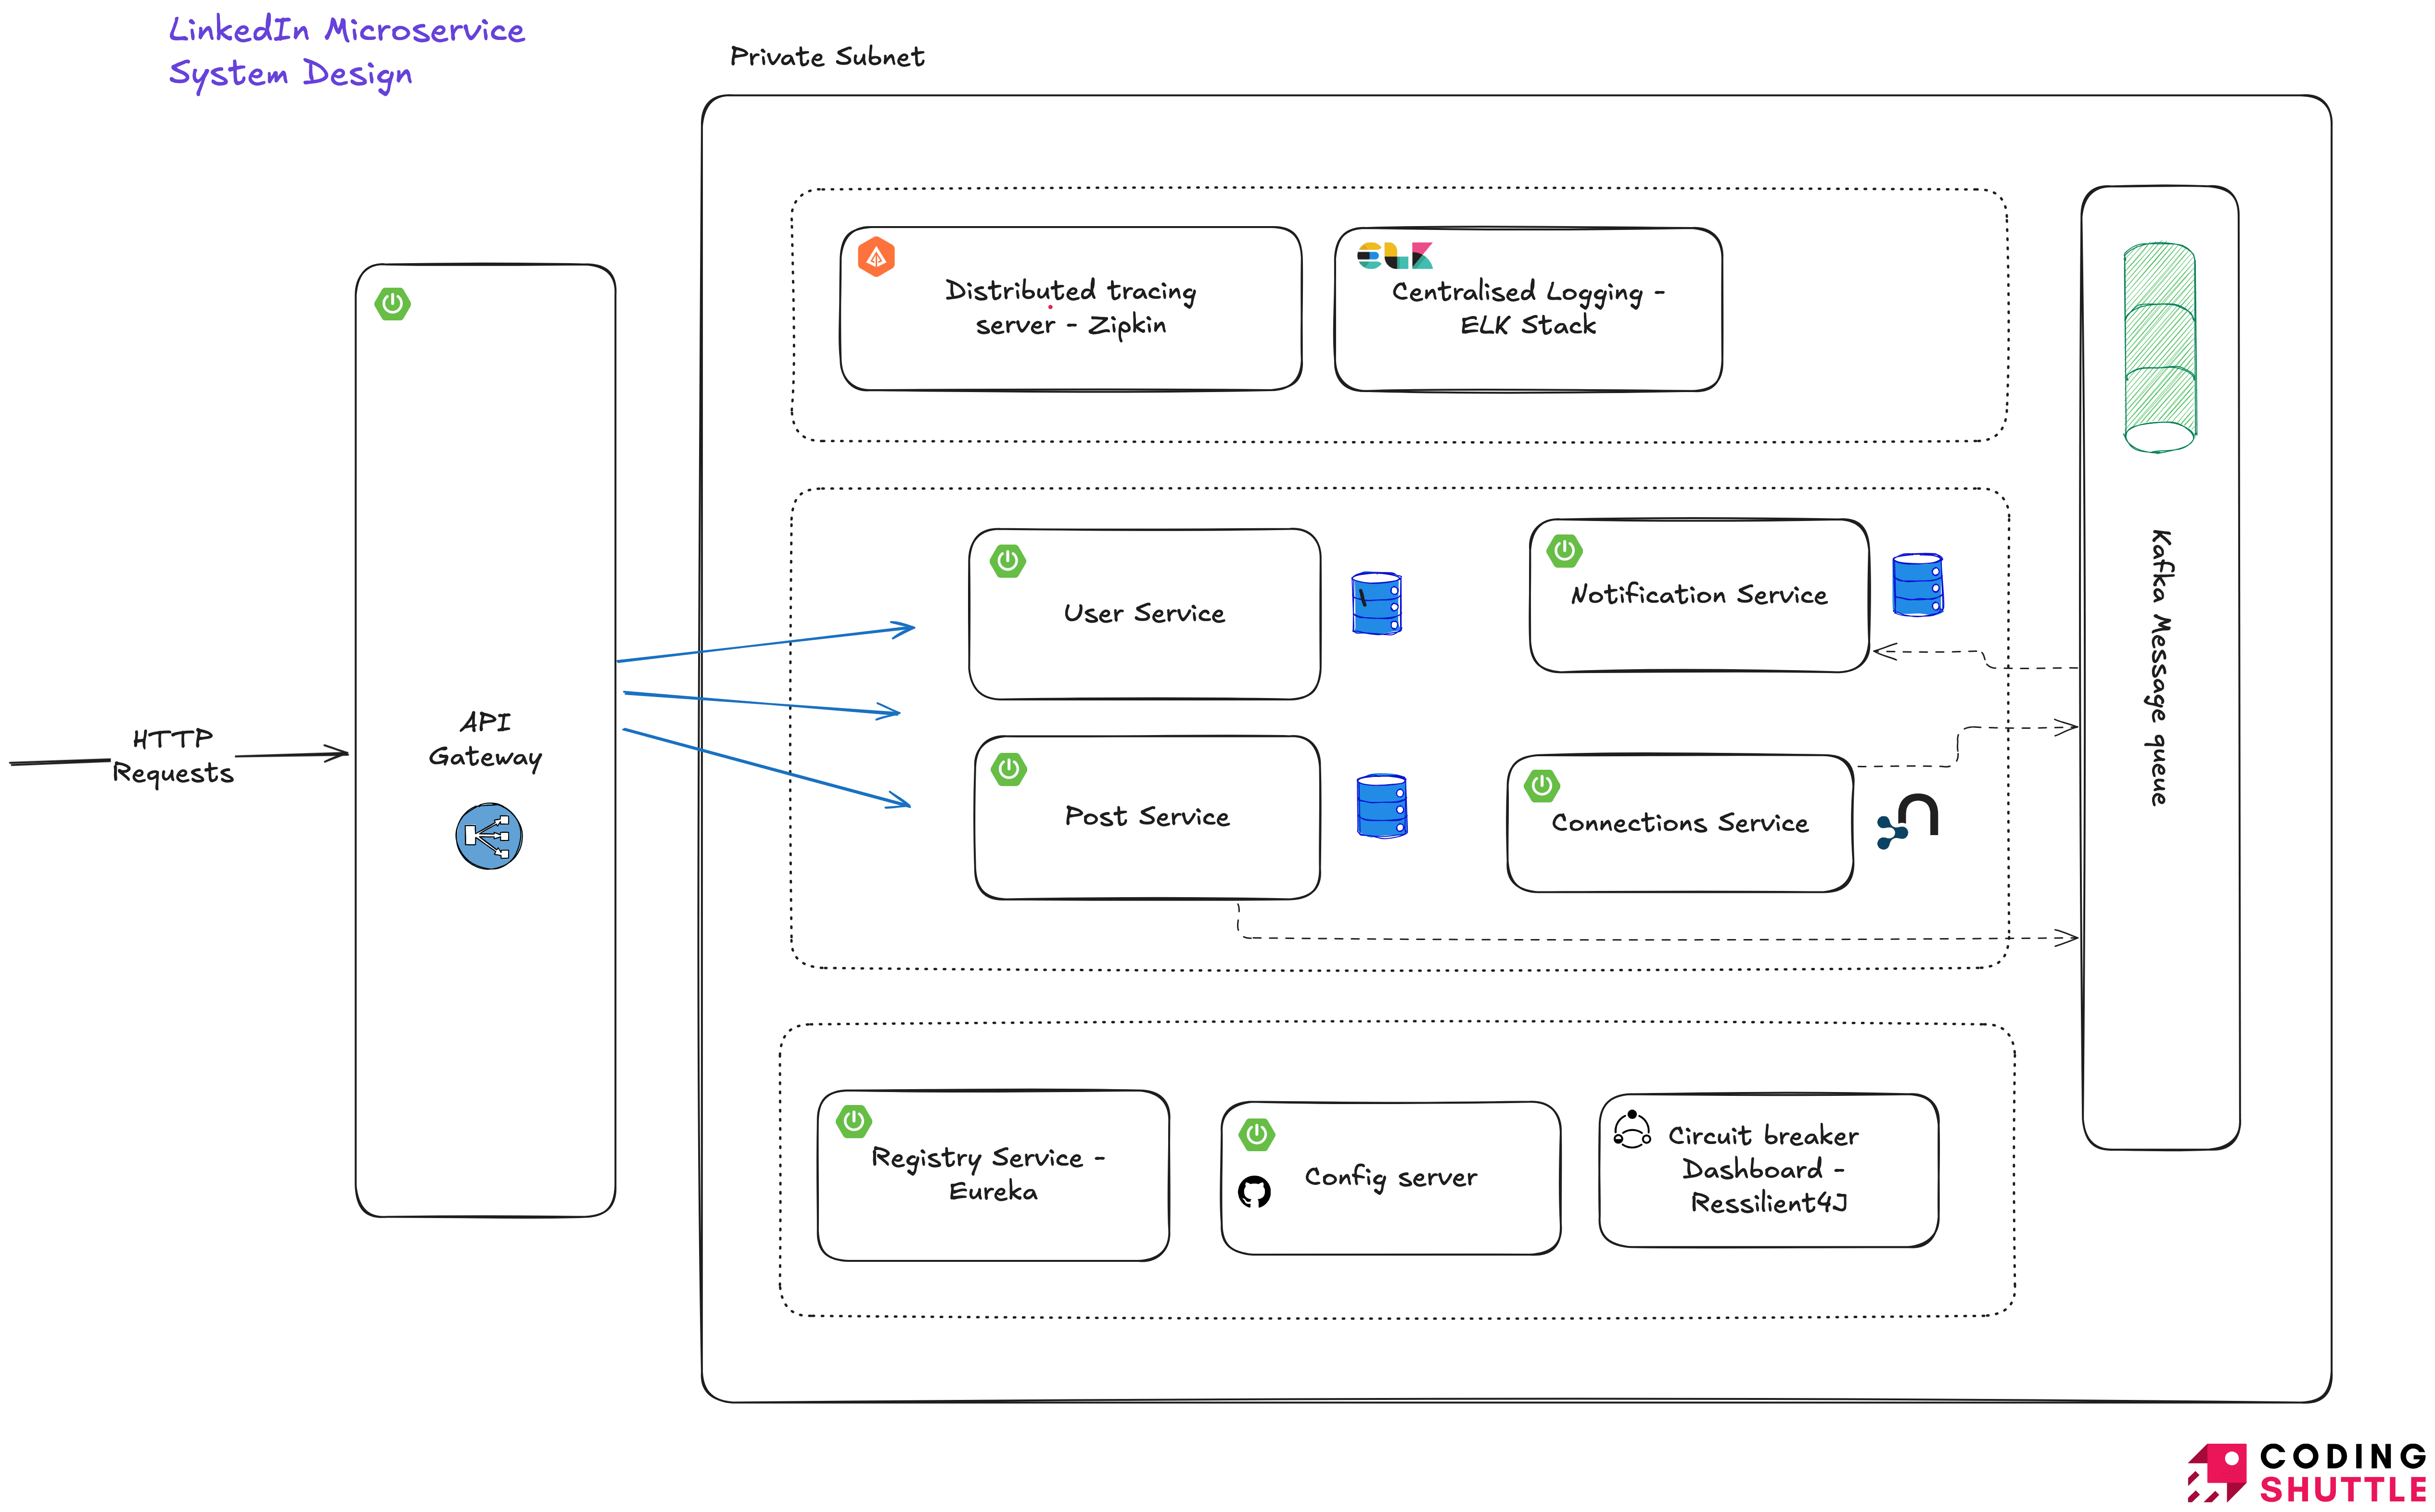 LinkedIn Microservice
System Design
Private Subnet
ELK
Distributed tracing
server - Zipkin
Centralised Logging -
ELK Stack
HTTP
Requests
API
Gateway
User Service
Notification Service
Post Service
Connections Service
Kafka Message queue
Registry Service -
Eureka
Config server
Circuit breaker
Dashboard -
Ressilient4J
CODING
SHUTTLE